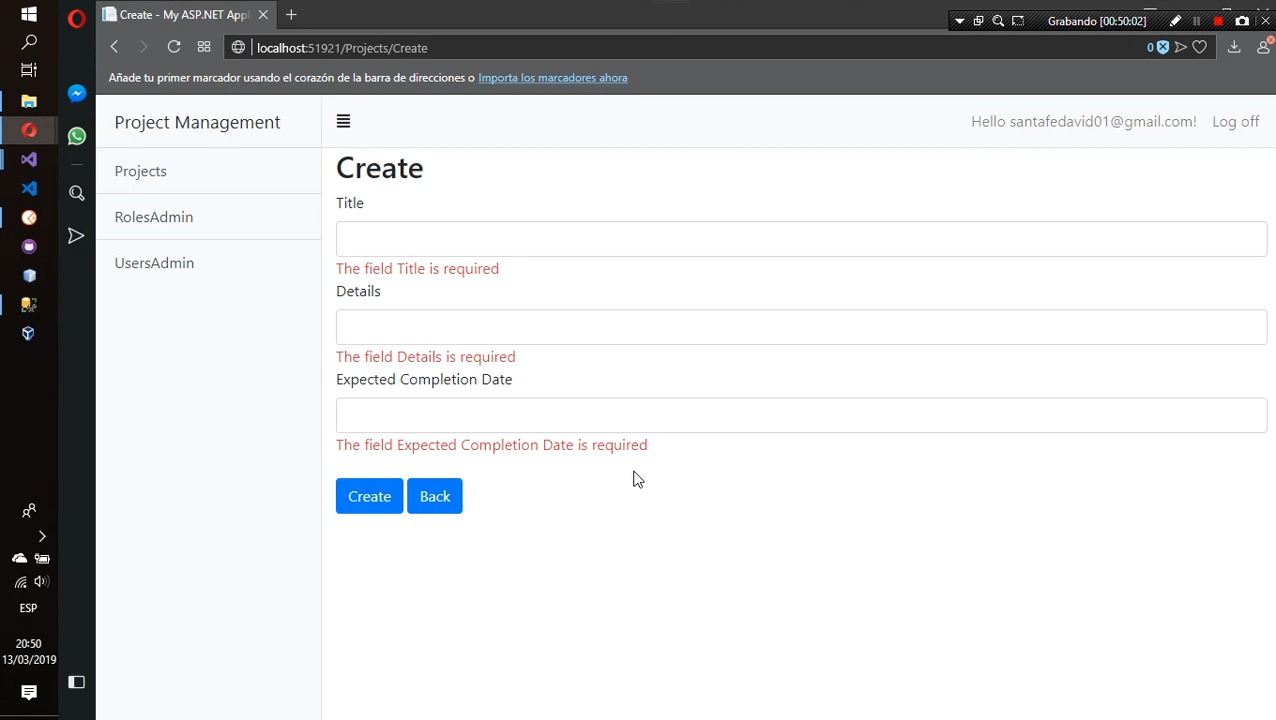 Create - My ASP.NET Appl
Grabando [00:50:02]
localhost:51921/Projects/Create
0
Añade tu primer marcador usando el corazón de la barra de direcciones o Importa los marcadores ahora
Project Management
Hello santafedavid01@gmail.com!
Log off
Projects
RolesAdmin
UsersAdmin
Create
Title
The field Title is required
Details
The field Details is required
Expected Completion Date
The field Expected Completion Date is required
Create
Back
ESP
20:50
13/03/2019